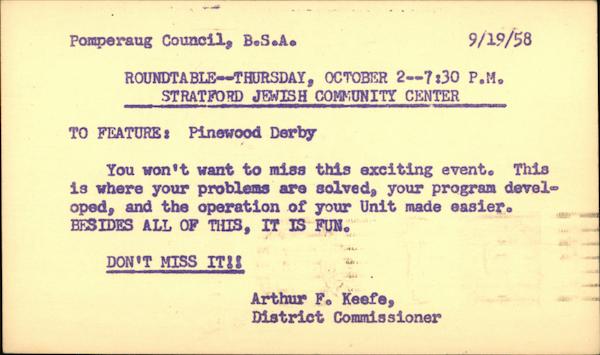 Pomperaug Council, B.S.A. 9/19/58
ROUNDTABLE--THURSDAY, OCTOBER 2--7:30 P.M.
STRATFORD JEWISH COMMUNITY CENTER
TO FEATURE: Pinewood Derby
You won't want to miss this exciting event. This
is where your problems are solved, your program devel-
oped, and the operation of your Unit made easier.
BESIDES ALL OF THIS, IT IS FUN.
DON'T MISS IT!!
Arthur F. Keefe,
District Commissioner